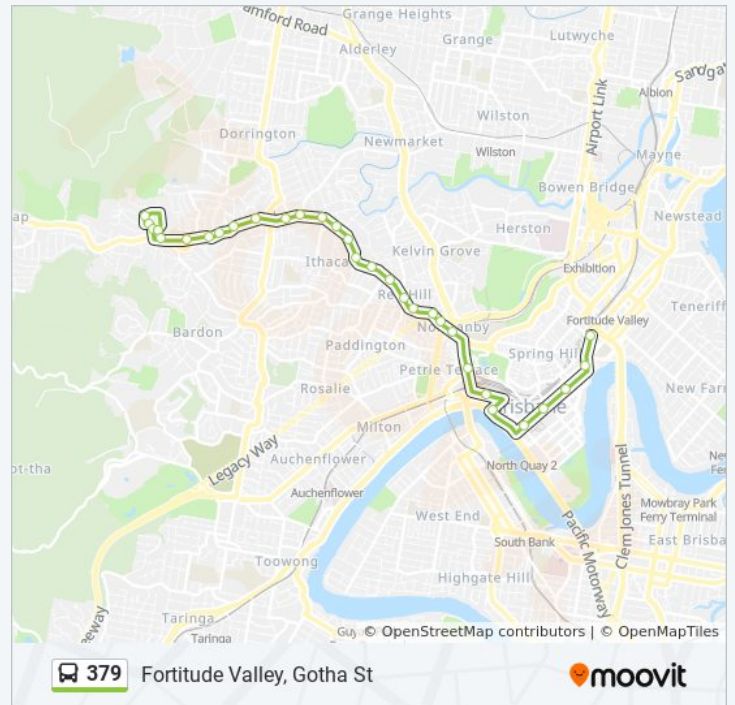 amford Road
Grange Heights
Lutwyche
Alderley
Grange
Sandga
Albion
Airport Link
Wilston
Dorrington
Newmarket
Wilston
Mayne
Bowen Bridge
ap
Newstead
Herston
Kelvin Grove
Ithaca
Exhibition
Red Hill
Teneriff
Bardon
Normanby
Fortitude Valley
Paddington
Spring Hill
Petrie Terrace
Rosalie
New Farr
Brisbane
Milton
ot-tha
Legacy Way
Auchenflower
North Quay 2
Auchenflower
Clem Jones Tunnel
Mowbray Park
Ferry Terminal
West End
Pacific Motorway
South Bank
East Brisba
Toowong
Highgate Hill
Taringa
eeway
Taringa
© OpenStreetMap contributors | © OpenMapTiles
379 Fortitude Valley, Gotha St
moovit